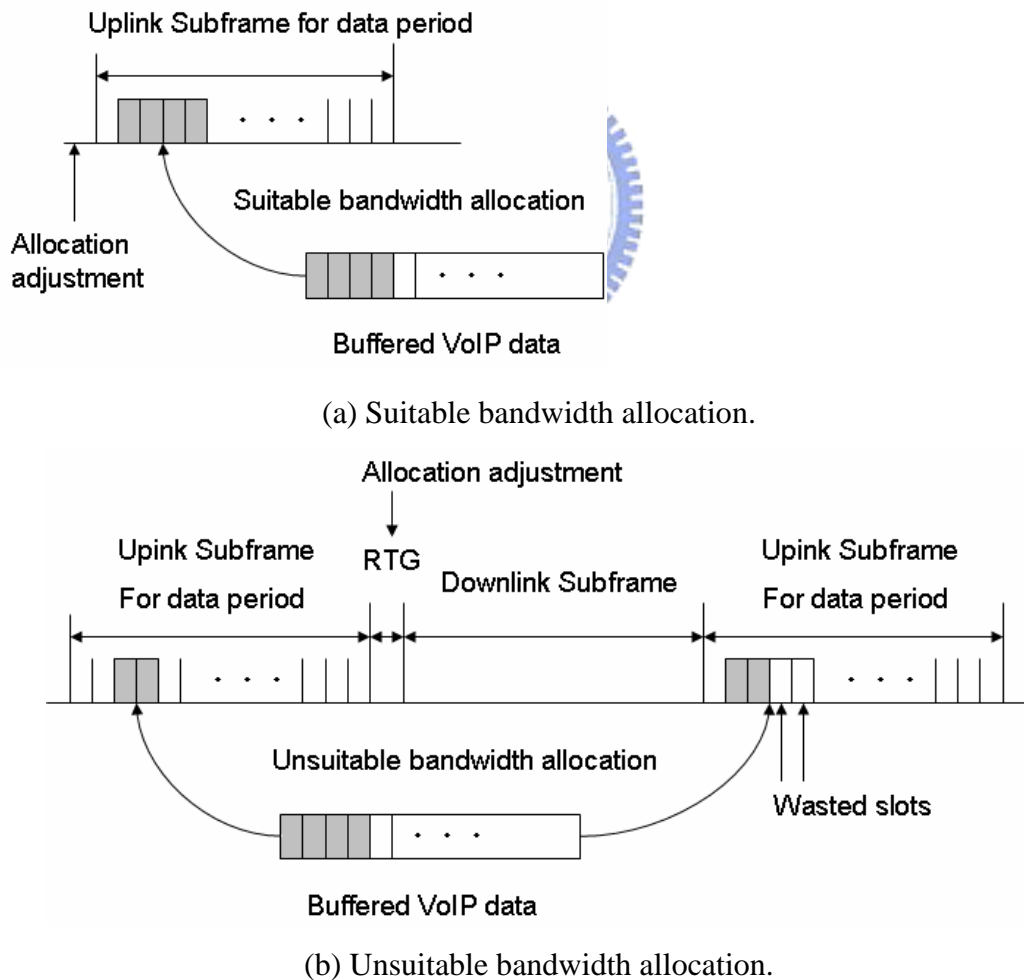 Uplink Subframe for data period
. . .
Suitable bandwidth allocation
Allocation
adjustment
. . .
Buffered VoIP data
(a) Suitable bandwidth allocation.
Allocation adjustment
Upink Subframe
For data period
RTG
Downlink Subframe
Upink Subframe
For data period
. . .
. . .
Unsuitable bandwidth allocation
Wasted slots
. . .
Buffered VoIP data
(b) Unsuitable bandwidth allocation.